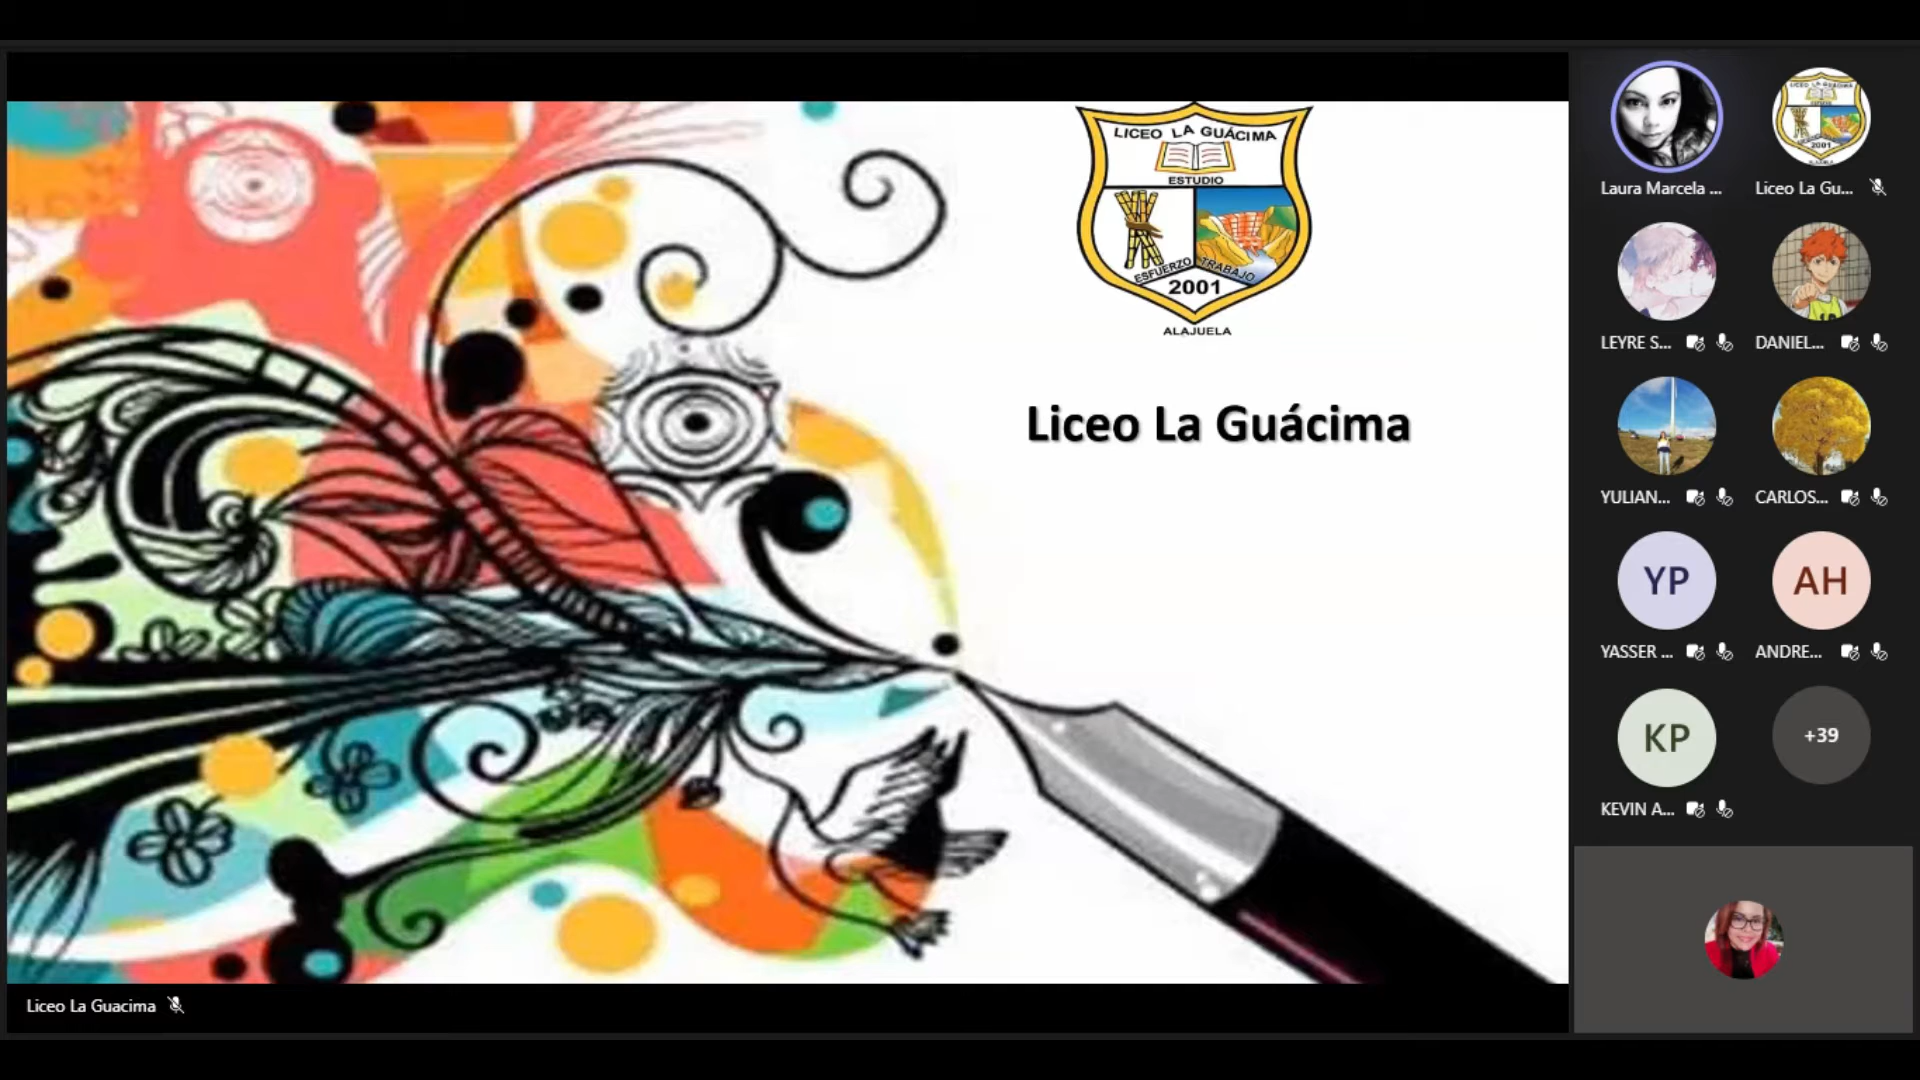 LICEO LA GUÁCIMA
ESTUDIO
ESFUERZO TRABAJO
2001
ALAJUELA
Liceo La Guácima
Liceo La Guacima
Laura Marcela ...
Liceo La Gu...
LEYRE S...
DANIEL...
YULIAN...
CARLOS...
YP
AH
YASSER ...
ANDRE...
KP
+39
KEVIN A...